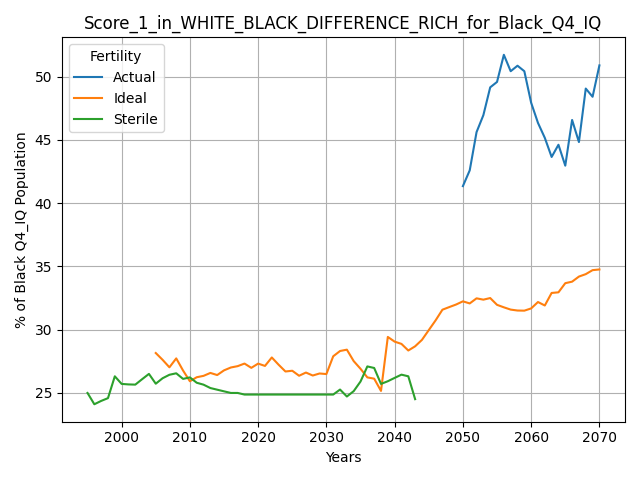 Score_1_in_WHITE_BLACK_DIFFERENCE_RICH_for_Black_Q4_IQ
Fertility
Actual
Ideal
Sterile
% of Black Q4_IQ Population
50
45
40
35
30
25
2000
2010
2020
2030
2040
2050
2060
2070
Years